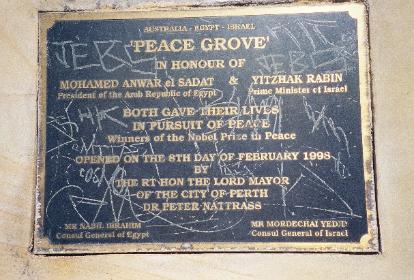 AUSTRALIA - EGYPT - ISRAEL
'PEACE GROVE'
IN HONOUR OF
MOHAMED ANWAR el SADAT & YITZHAK RABIN
President of the Arab Republic of Egypt Prime Minister of Israel
BOTH GAVE THEIR LIVES
IN PURSUIT OF PEACE
Winners of the Nobel Prize in Peace
OPENED ON THE 8TH DAY OF FEBRUARY 1998
BY
THE RT HON THE LORD MAYOR
OF THE CITY OF PERTH
DR PETER NATTRASS
MR NABIL IBRAHIM MR MORDECHAI YEDID
Consul General of Egypt Consul General of Israel